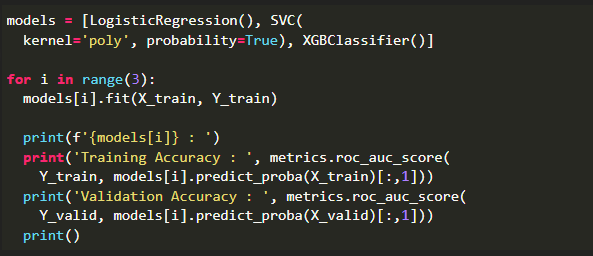 models = [LogisticRegression(), SVC(
  kernel='poly', probability=True), XGBClassifier()]

for i in range(3):
  models[i].fit(X_train, Y_train)

  print(f'{models[i]} : ')
  print('Training Accuracy : ', metrics.roc_auc_score(
    Y_train, models[i].predict_proba(X_train)[:,1]))
  print('Validation Accuracy : ', metrics.roc_auc_score(
    Y_valid, models[i].predict_proba(X_valid)[:,1]))
  print()